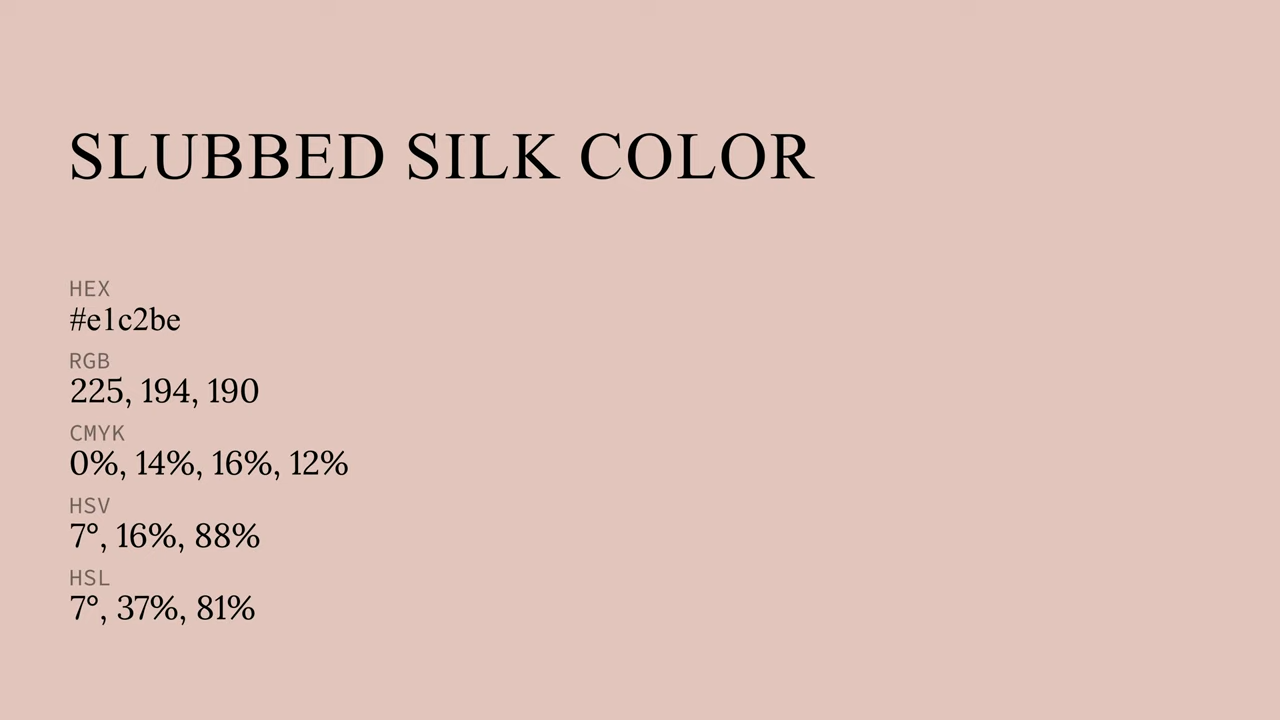 SLUBBED SILK COLOR
HEX
#e1c2be
RGB
225, 194, 190
CMYK
0%, 14%, 16%, 12%
HSV
7°, 16%, 88%
HSL
7°, 37%, 81%